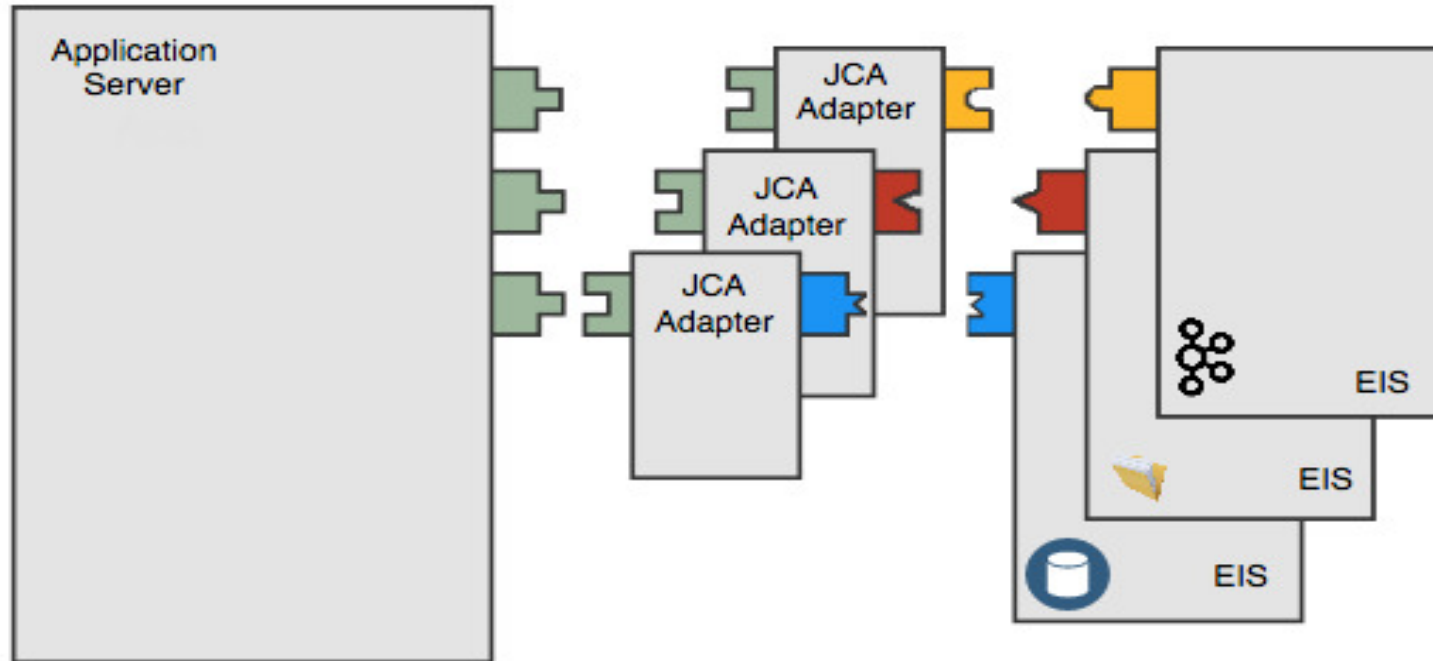 Application
Server
JCA
Adapter
JCA
Adapter
JCA
Adapter
EIS
EIS
EIS